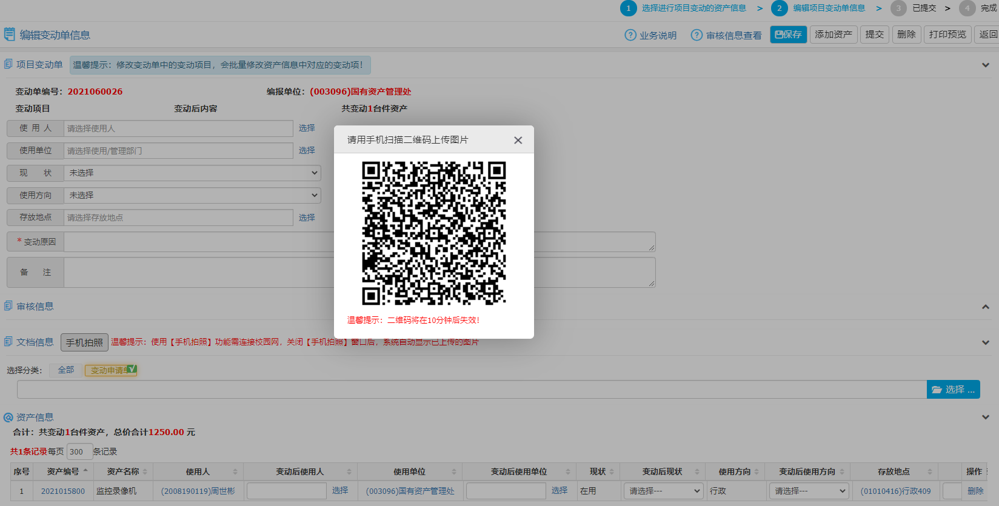 1 选择进行项目变动的资产信息 > 2 编辑项目变动单信息 > 3 已提交 > 4 完成
编辑变动单信息 ? 业务说明 ? 审核信息查看 保存 添加资产 提交 删除 打印预览 返回
项目变动单 温馨提示：修改变动单中的变动项目，会批量修改资产信息中对应的变动项！
变动单编号：2021060026 编报单位：(003096)国有资产管理处
变动项目 变动后内容 共变动1台件资产
使 用 人 请选择使用人 选择
使用单位 请选择使用/管理部门 选择
现 状 未选择
使用方向 未选择
存放地点 请选择存放地点 选择
* 变动原因
备 注
请用手机扫描二维码上传图片
温馨提示：二维码将在10分钟后失效！
审核信息
文档信息 手机拍照 温馨提示：使用【手机拍照】功能需连接校园网，关闭【手机拍照】窗口后，系统自动显示已上传的图片
选择分类： 全部 变动申请单
选择 ...
资产信息
合计：共变动1台件资产，总价合计1250.00 元
共1条记录每页 300 条记录
序号 资产编号 资产名称 使用人 变动后使用人 使用单位 变动后使用单位 现状 变动后现状 使用方向 变动后使用方向 存放地点 操作
1 2021015800 监控录像机 (2008190119)周世彬 选择 (003096)国有资产管理处 选择 在用 请选择--- 行政 请选择--- (01010416)行政409 删除